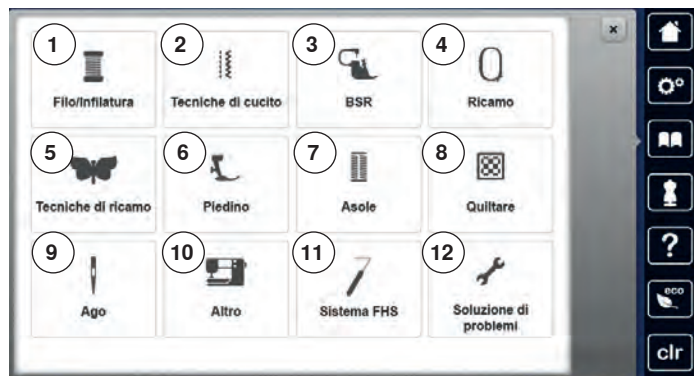 1
Filo/Infilatura
2
Tecniche di cucito
3
BSR
4
Ricamo
5
Tecniche di ricamo
6
Piedino
7
Asole
8
Quiltare
9
Ago
10
Altro
11
Sistema FHS
12
Soluzione di
problemi
×
?
eco
clr